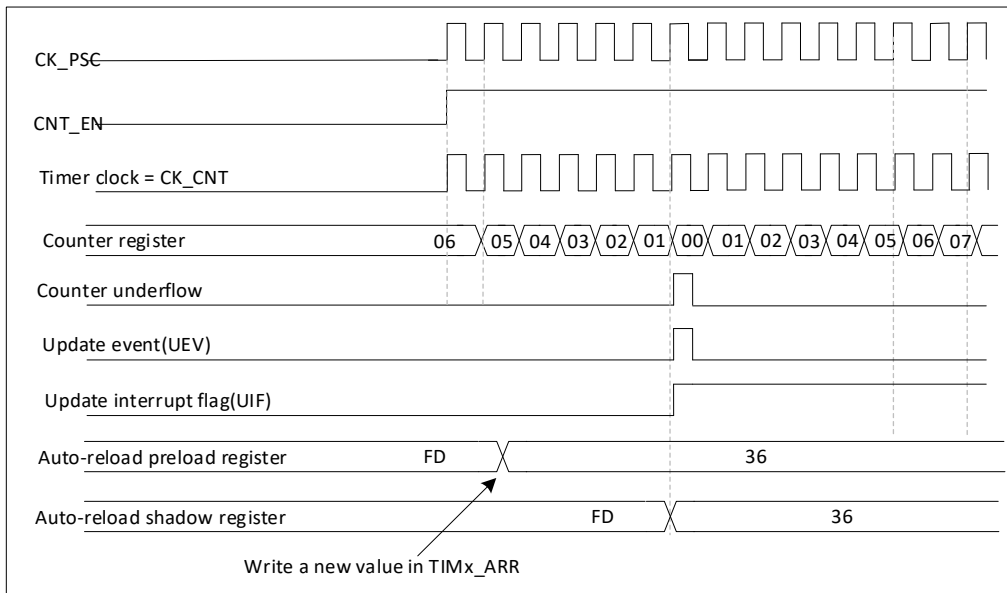 CK_PSC
CNT_EN
Timer clock = CK_CNT
Counter register 06 05 04 03 02 01 00 01 02 03 04 05 06 07
Counter underflow
Update event(UEV)
Update interrupt flag(UIF)
Auto-reload preload register FD 36
Auto-reload shadow register FD 36
Write a new value in TIMx_ARR